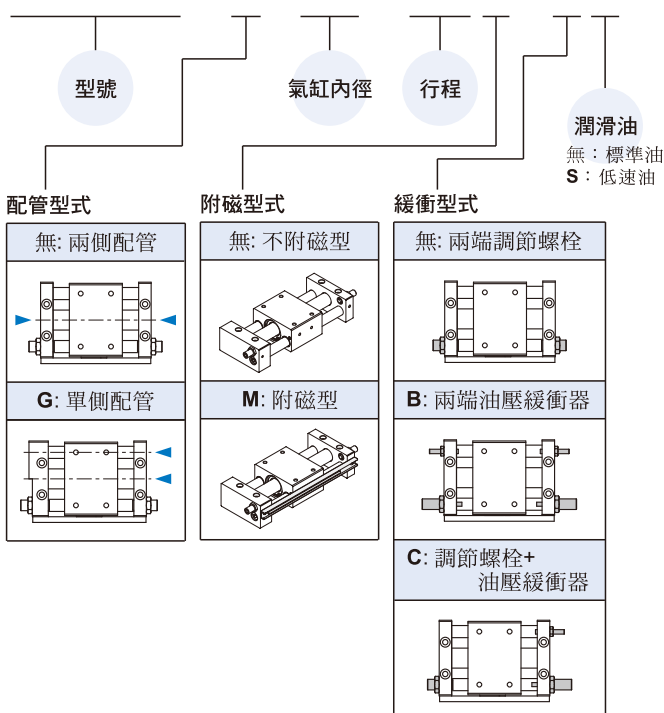 型號
氣缸內徑
行程
潤滑油
無：標準油
S：低速油
配管型式
無: 兩側配管
G: 單側配管
附磁型式
無: 不附磁型
M: 附磁型
緩衝型式
無: 兩端調節螺栓
B: 兩端油壓緩衝器
C: 調節螺栓+
油壓緩衝器